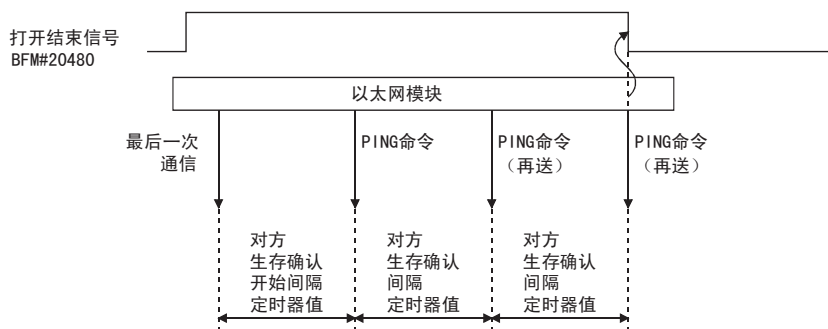 打开结束信号
BFM#20480
以太网模块
最后一次
通信
PING命令
PING命令
（再送）
PING命令
（再送）
对方
生存确认
开始间隔
定时器值
对方
生存确认
间隔
定时器值
对方
生存确认
间隔
定时器值